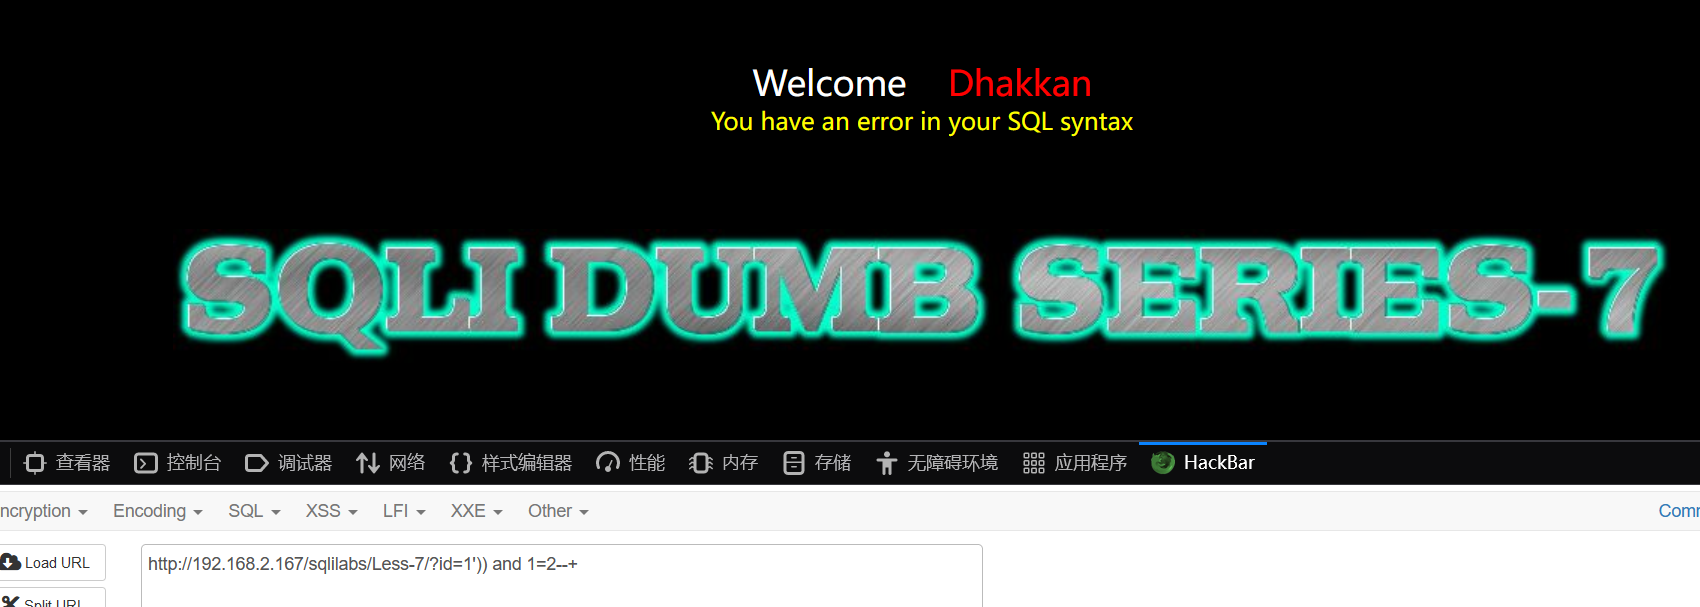 Welcome Dhakkan
You have an error in your SQL syntax
SQLI DUMB SERIES-7
查看器 控制台 调试器 网络 样式编辑器 性能 内存 存储 无障碍环境 应用程序 HackBar
ncryption Encoding SQL XSS LFI XXE Other Comm
Load URL http://192.168.2.167/sqlilabs/Less-7/?id=1')) and 1=2--+
Split URL